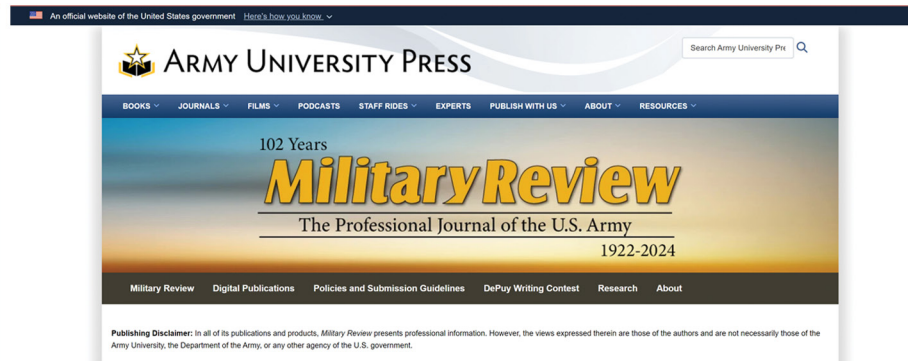 An official website of the United States government Here's how you know
ARMY UNIVERSITY PRESS
Search Army University Pre
BOOKS JOURNALS FILMS PODCASTS STAFF RIDES EXPERTS PUBLISH WITH US ABOUT RESOURCES
102 Years
Military Review
The Professional Journal of the U.S. Army
1922-2024
Military Review Digital Publications Policies and Submission Guidelines DePuy Writing Contest Research About
Publishing Disclaimer: In all of its publications and products, Military Review presents professional information. However, the views expressed therein are those of the authors and are not necessarily those of the
Army University, the Department of the Army, or any other agency of the U.S. government.